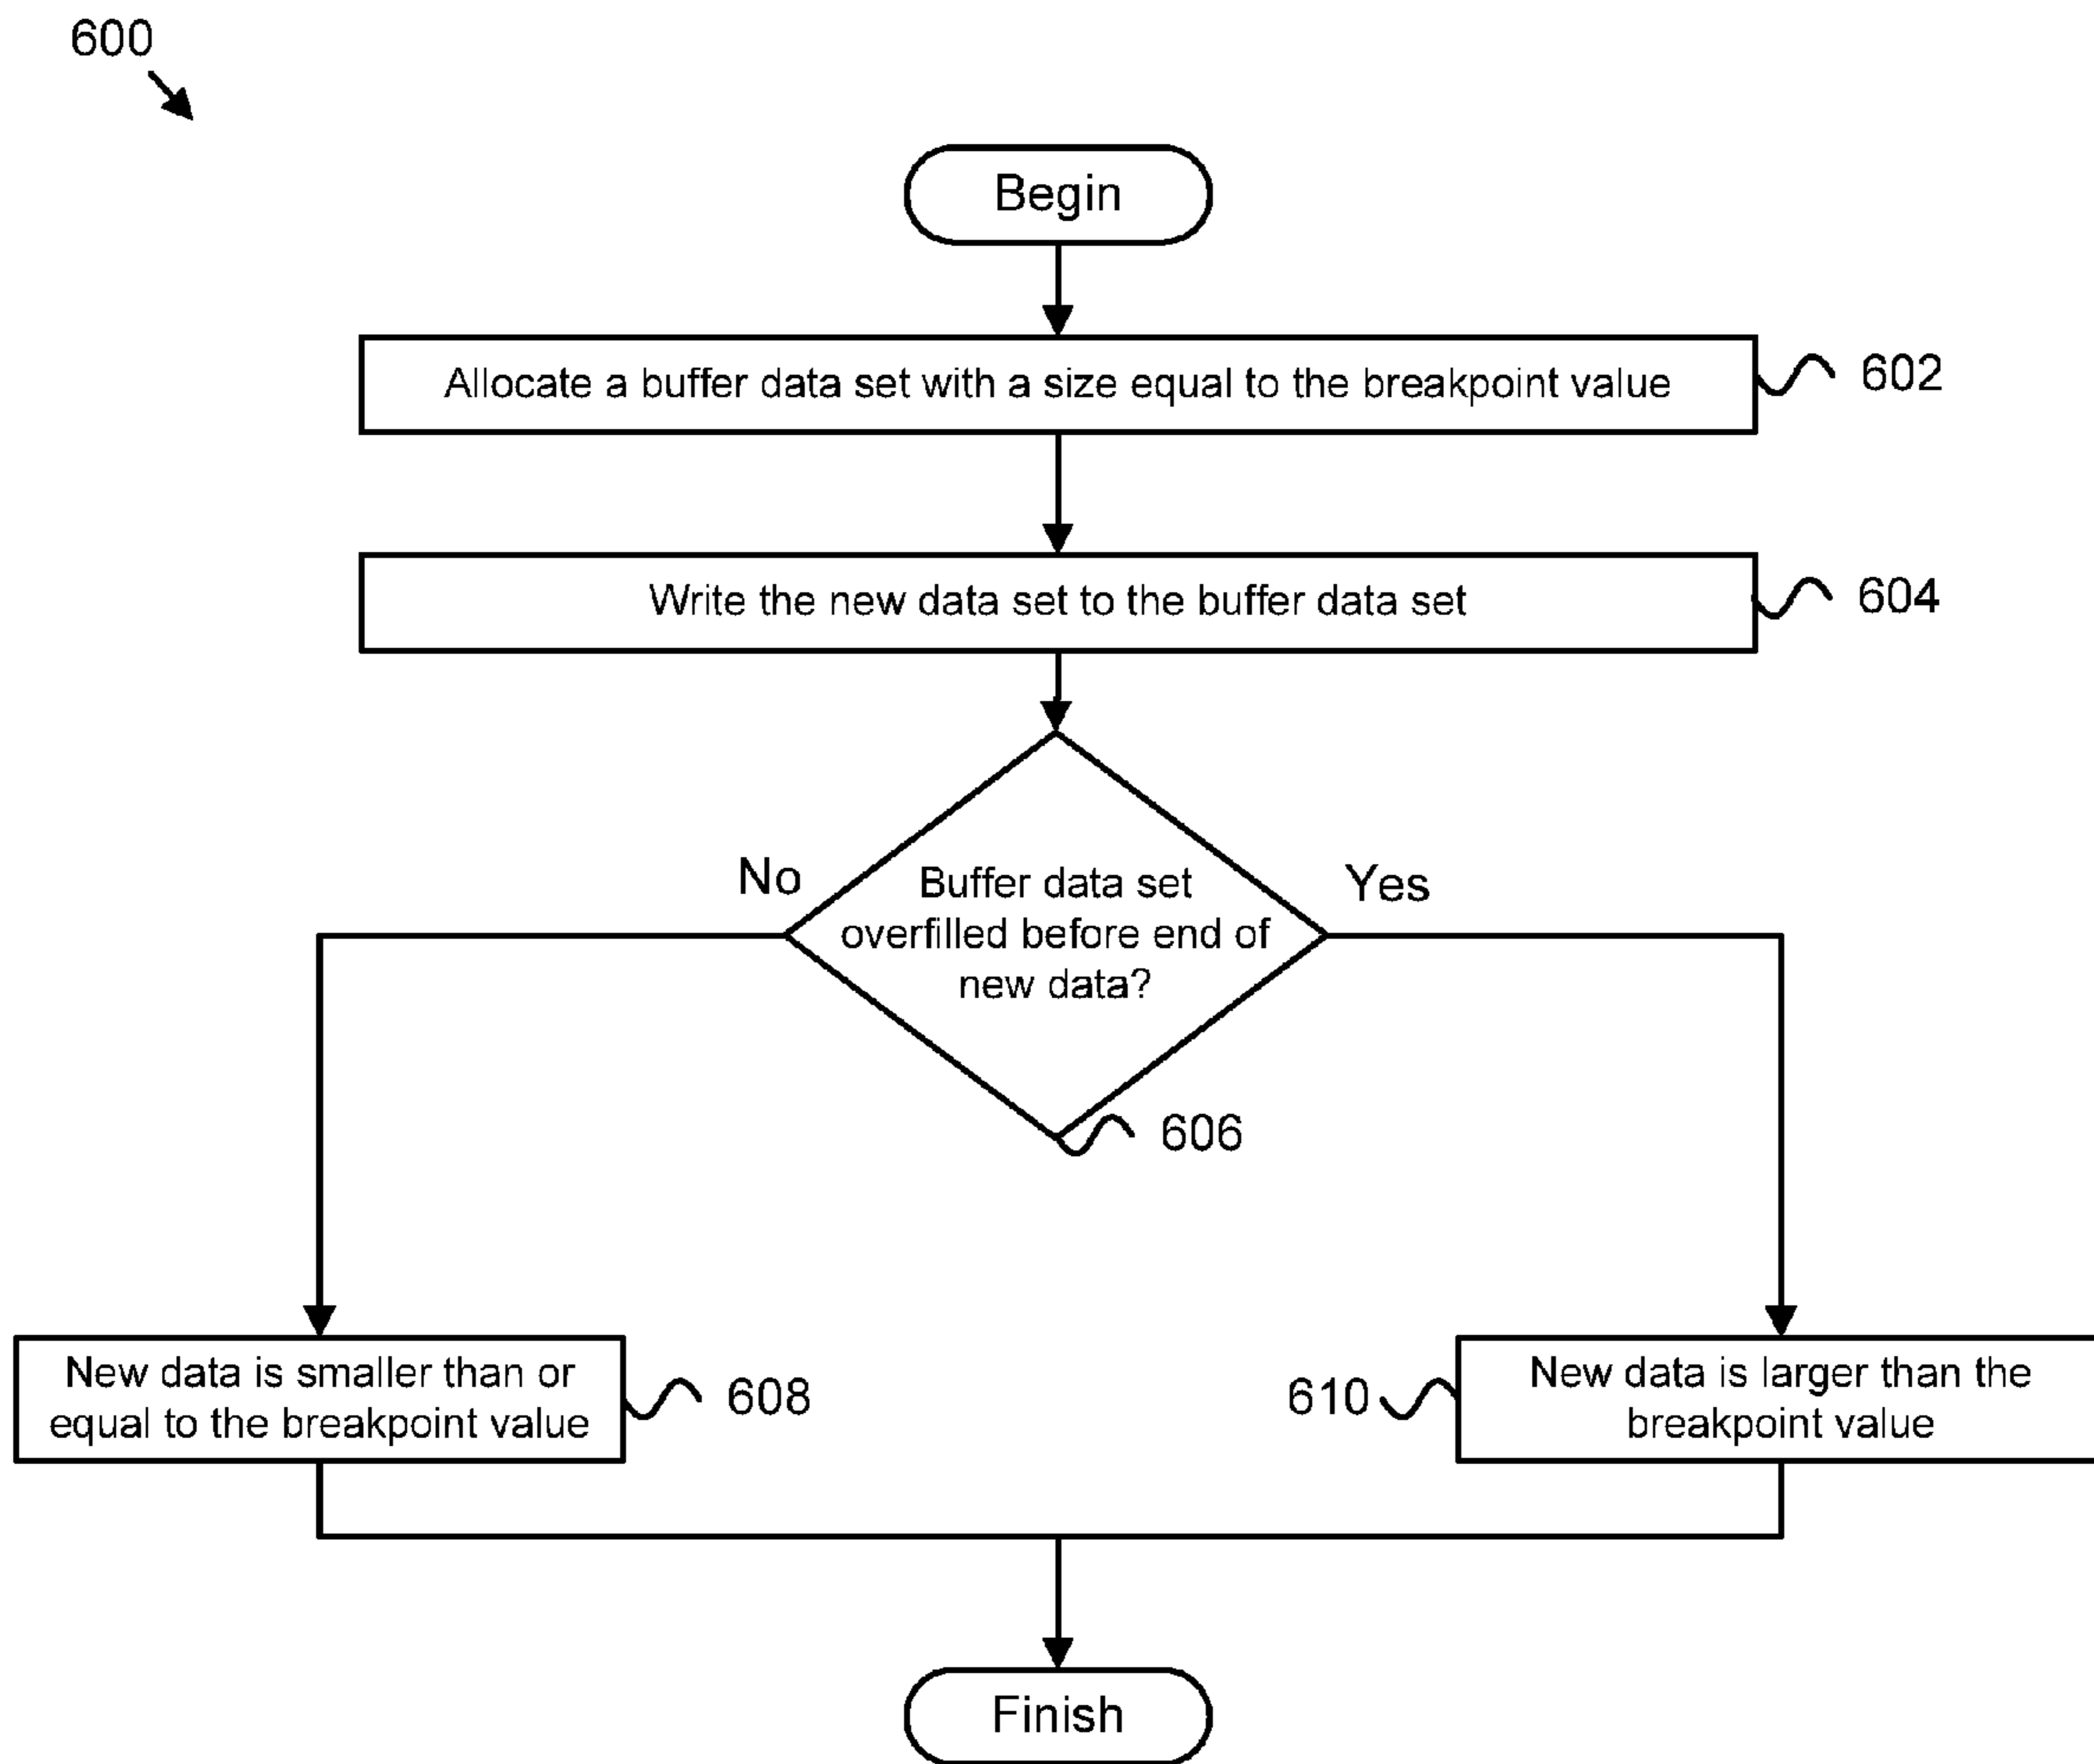 600
Begin
Allocate a buffer data set with a size equal to the breakpoint value
602
Write the new data set to the buffer data set
604
No
Yes
Buffer data set
overfilled before end of
new data?
606
New data is smaller than or
equal to the breakpoint value
608
610
New data is larger than the
breakpoint value
Finish